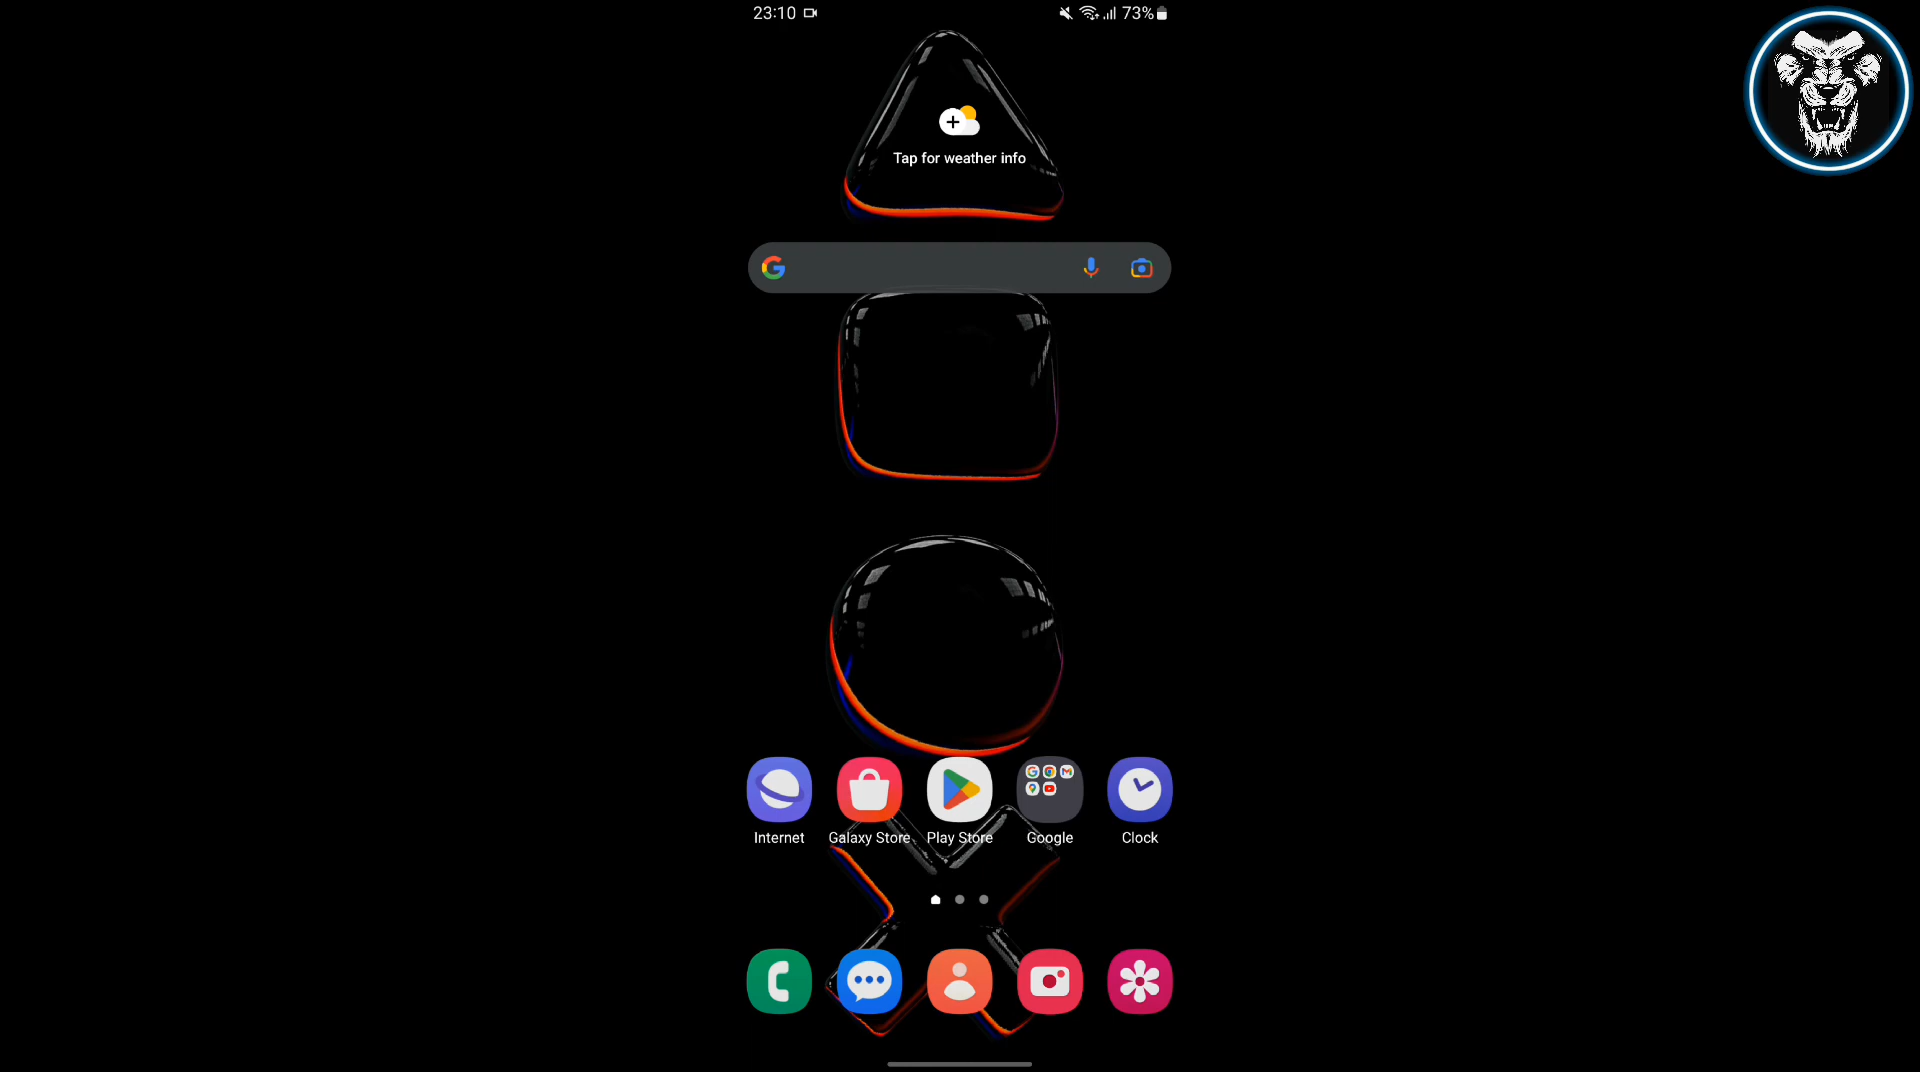 23:10 73%
Tap for weather info
Internet Galaxy Store Play Store Google Clock